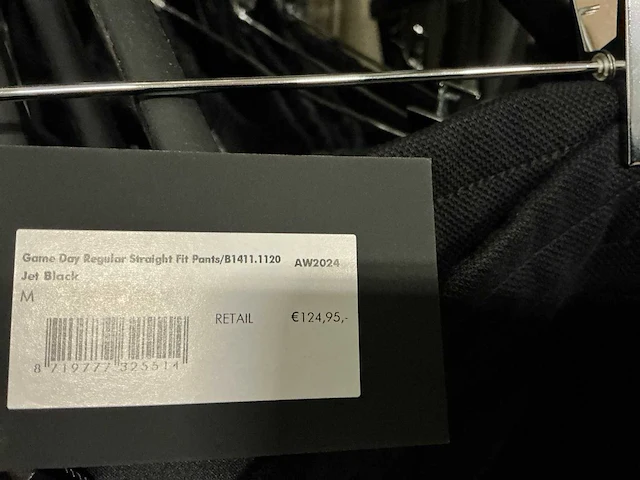 Game Day Regular Straight Fit Pants/B1411.1120 AW2024
Jet Black
M
RETAIL €124,95,-
8 719777 325514